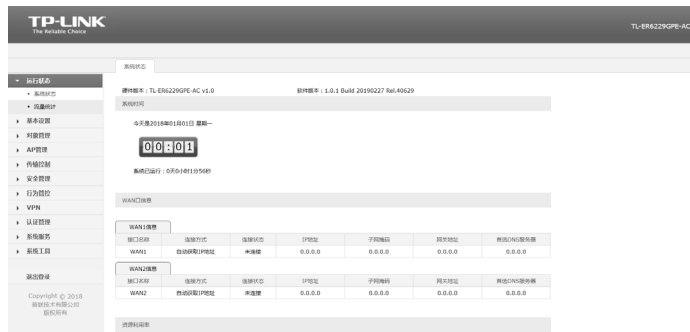 TP-LINK
The Reliable Choice
TL-ER6229GPE-AC
系统状态
运行状态
系统状态
流量统计
基本设置
对象管理
AP管理
传输控制
安全管理
行为管控
VPN
认证管理
系统服务
系统工具
退出登录
Copyright © 2018
普联技术有限公司
版权所有
硬件版本：TL-ER6229GPE-AC v1.0 软件版本：1.0.1 Build 20190227 Rel.40629
系统时间
今天是2018年01月01日 星期一
00:01
系统已运行：0天0小时1分56秒
WAN口信息
WAN1信息
接口名称 连接方式 连接状态 IP地址 子网掩码 网关地址 首选DNS服务器
WAN1 自动获取IP地址 未连接 0.0.0.0 0.0.0.0 0.0.0.0 0.0.0.0
WAN2信息
接口名称 连接方式 连接状态 IP地址 子网掩码 网关地址 首选DNS服务器
WAN2 自动获取IP地址 未连接 0.0.0.0 0.0.0.0 0.0.0.0 0.0.0.0
资源利用率